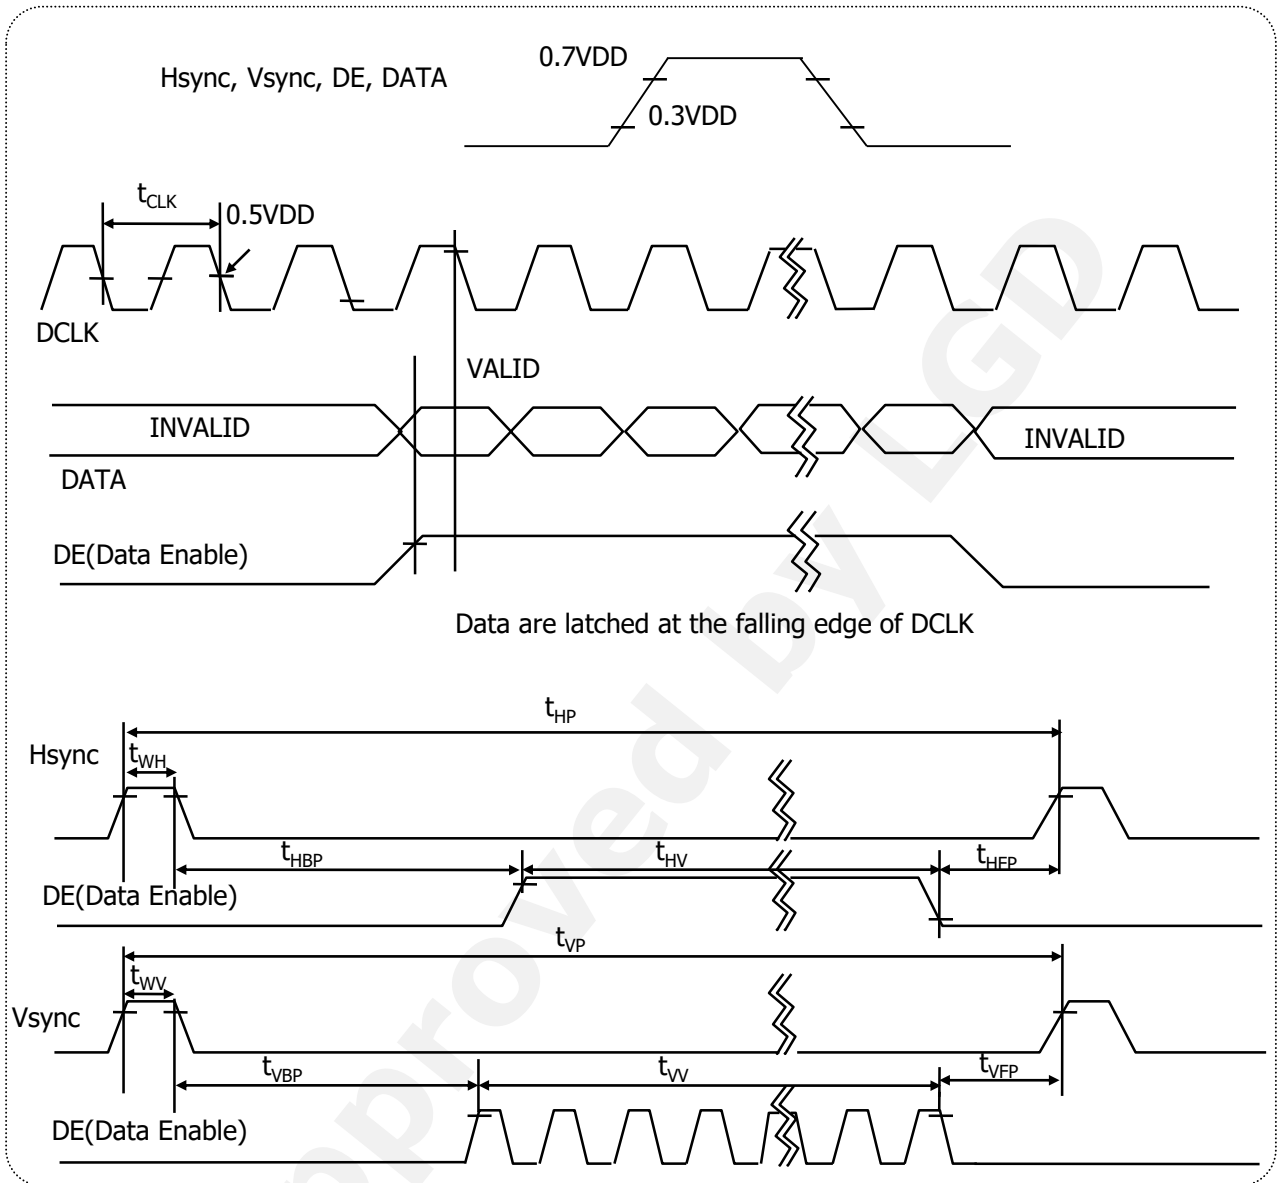 0.7VDD
Hsync, Vsync, DE, DATA
0.3VDD
tCLK
0.5VDD
DCLK
VALID
INVALID
INVALID
DATA
DE(Data Enable)
Data are latched at the falling edge of DCLK
tHP
Hsync
tWH
tHBP
tHV
tHFP
DE(Data Enable)
tVP
tWV
Vsync
tVBP
tVV
tVFP
DE(Data Enable)
pproved by LGD